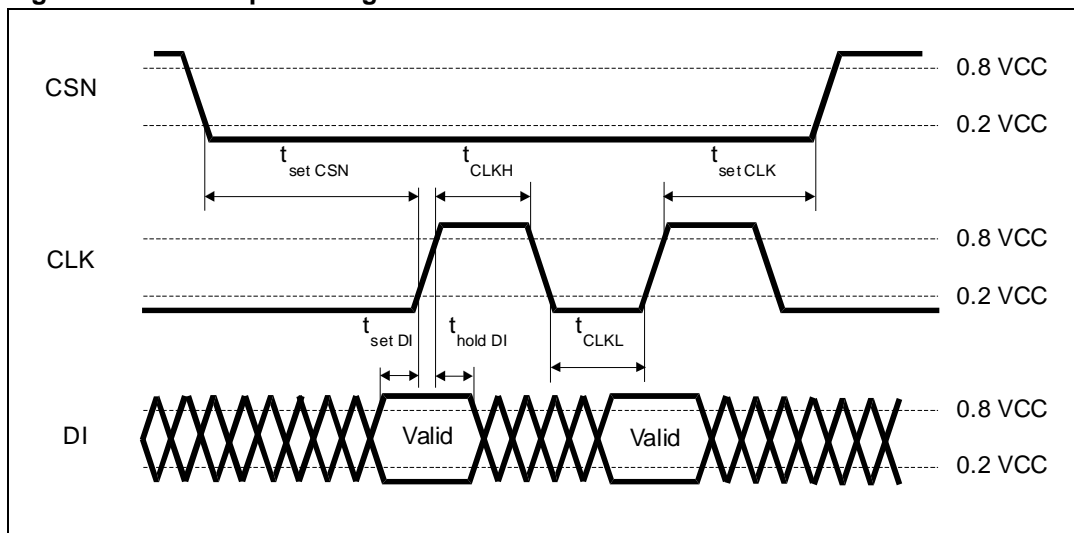 CSN
0.8 VCC
0.2 VCC
t set CSN
t CLKH
t set CLK
CLK
0.8 VCC
0.2 VCC
t set DI
t hold DI
t CLKL
DI
Valid
Valid
0.8 VCC
0.2 VCC